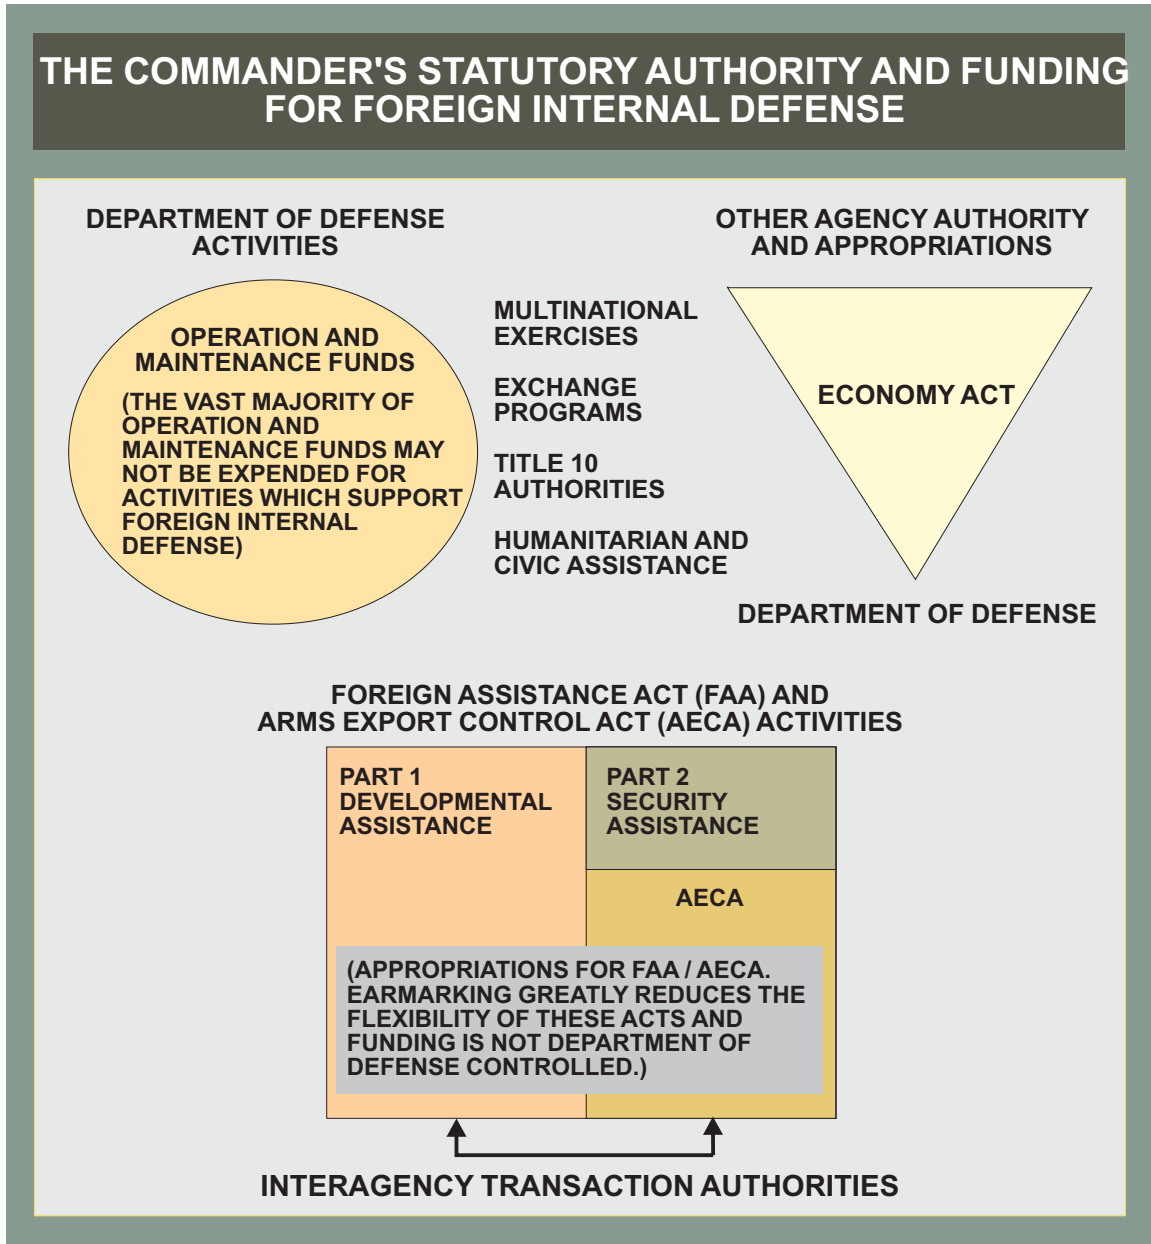 THE COMMANDER'S STATUTORY AUTHORITY AND FUNDING
FOR FOREIGN INTERNAL DEFENSE
DEPARTMENT OF DEFENSE
ACTIVITIES
OPERATION AND
MAINTENANCE FUNDS
(THE VAST MAJORITY OF
OPERATION AND
MAINTENANCE FUNDS MAY
NOT BE EXPENDED FOR
ACTIVITIES WHICH SUPPORT
FOREIGN INTERNAL
DEFENSE)
MULTINATIONAL
EXERCISES
EXCHANGE
PROGRAMS
TITLE 10
AUTHORITIES
HUMANITARIAN AND
CIVIC ASSISTANCE
OTHER AGENCY AUTHORITY
AND APPROPRIATIONS
ECONOMY ACT
DEPARTMENT OF DEFENSE
FOREIGN ASSISTANCE ACT (FAA) AND
ARMS EXPORT CONTROL ACT (AECA) ACTIVITIES
PART 1
DEVELOPMENTAL
ASSISTANCE
PART 2
SECURITY
ASSISTANCE
AECA
(APPROPRIATIONS FOR FAA / AECA.
EARMARKING GREATLY REDUCES THE
FLEXIBILITY OF THESE ACTS AND
FUNDING IS NOT DEPARTMENT OF
DEFENSE CONTROLLED.)
INTERAGENCY TRANSACTION AUTHORITIES